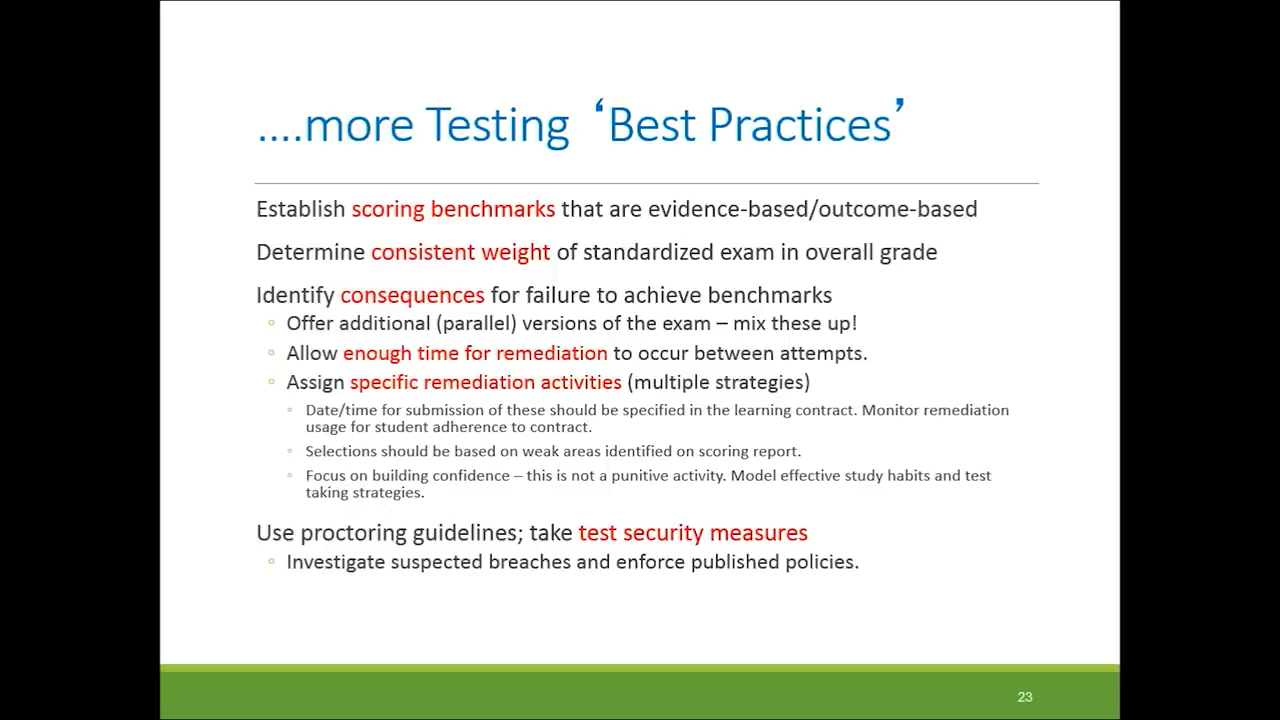 ....more Testing ‘Best Practices’
Establish scoring benchmarks that are evidence-based/outcome-based
Determine consistent weight of standardized exam in overall grade
Identify consequences for failure to achieve benchmarks
◦ Offer additional (parallel) versions of the exam – mix these up!
◦ Allow enough time for remediation to occur between attempts.
◦ Assign specific remediation activities (multiple strategies)
◦ Date/time for submission of these should be specified in the learning contract. Monitor remediation
usage for student adherence to contract.
◦ Selections should be based on weak areas identified on scoring report.
◦ Focus on building confidence – this is not a punitive activity. Model effective study habits and test
taking strategies.
Use proctoring guidelines; take test security measures
◦ Investigate suspected breaches and enforce published policies.
23